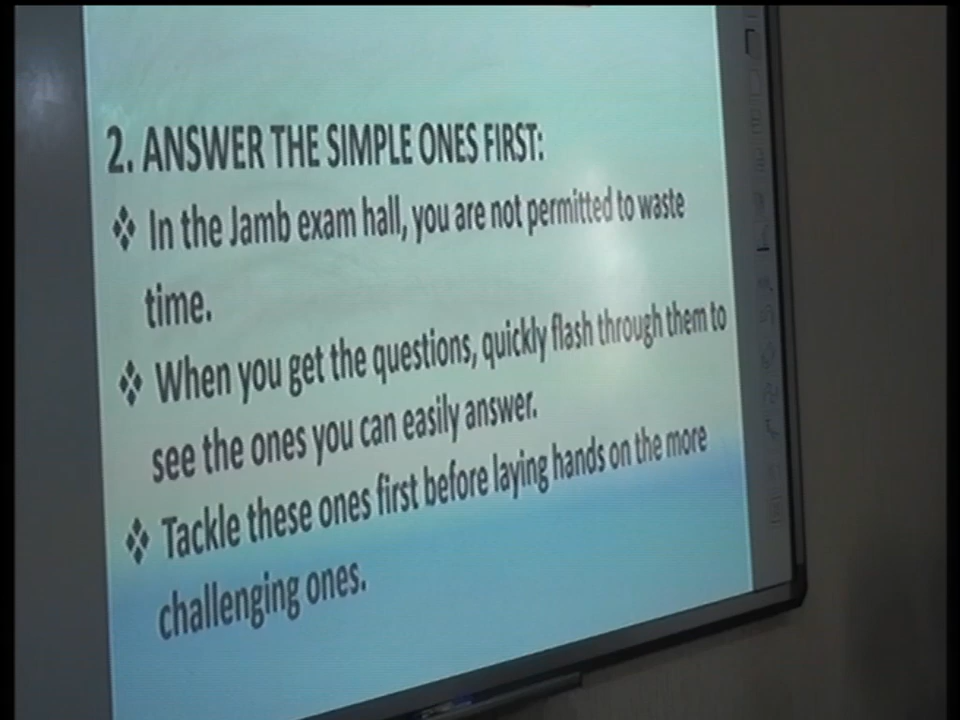 2. ANSWER THE SIMPLE ONES FIRST:
❖ In the Jamb exam hall, you are not permitted to waste
time.
❖ When you get the questions, quickly flash through them to
see the ones you can easily answer.
❖ Tackle these ones first before laying hands on the more
challenging ones.